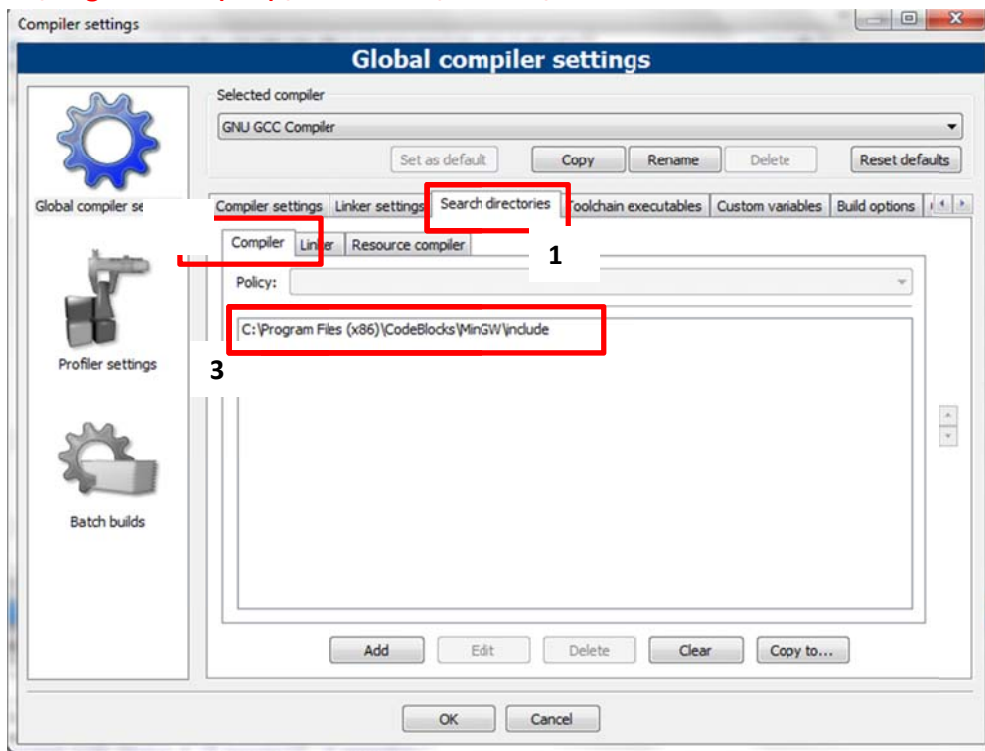 Compiler settings
Global compiler settings
Selected compiler
GNU GCC Compiler
Set as default Copy Rename Delete Reset defaults
Global compiler se
Compiler settings Linker settings Search directories Toolchain executables Custom variables Build options
Compiler Linker Resource compiler
1
Policy:
C:\Program Files (x86)\CodeBlocks\MinGW\include
3
Profiler settings
Batch builds
Add Edit Delete Clear Copy to...
OK Cancel